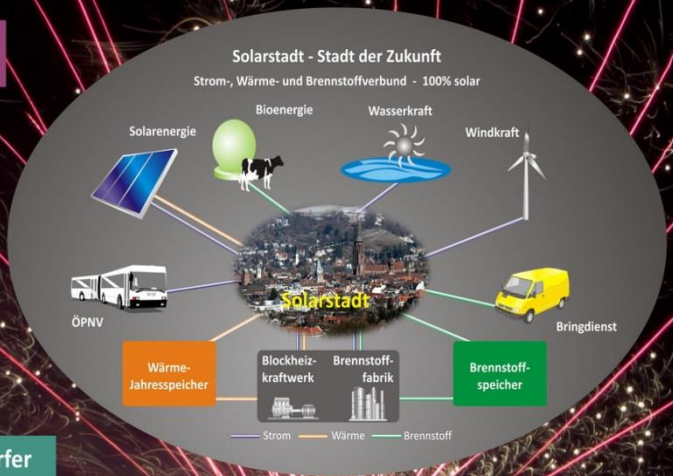 Solarstadt - Stadt der Zukunft
Strom-, Wärme- und Brennstoffverbund - 100% solar
Bioenergie
Wasserkraft
Solarenergie
Windkraft
Solarstadt
ÖPNV
Bringdienst
Wärme-
Jahresspeicher
Blockheiz-
kraftwerk
Brennstoff-
fabrik
Brennstoff-
speicher
Strom
Wärme
Brennstoff
rfer